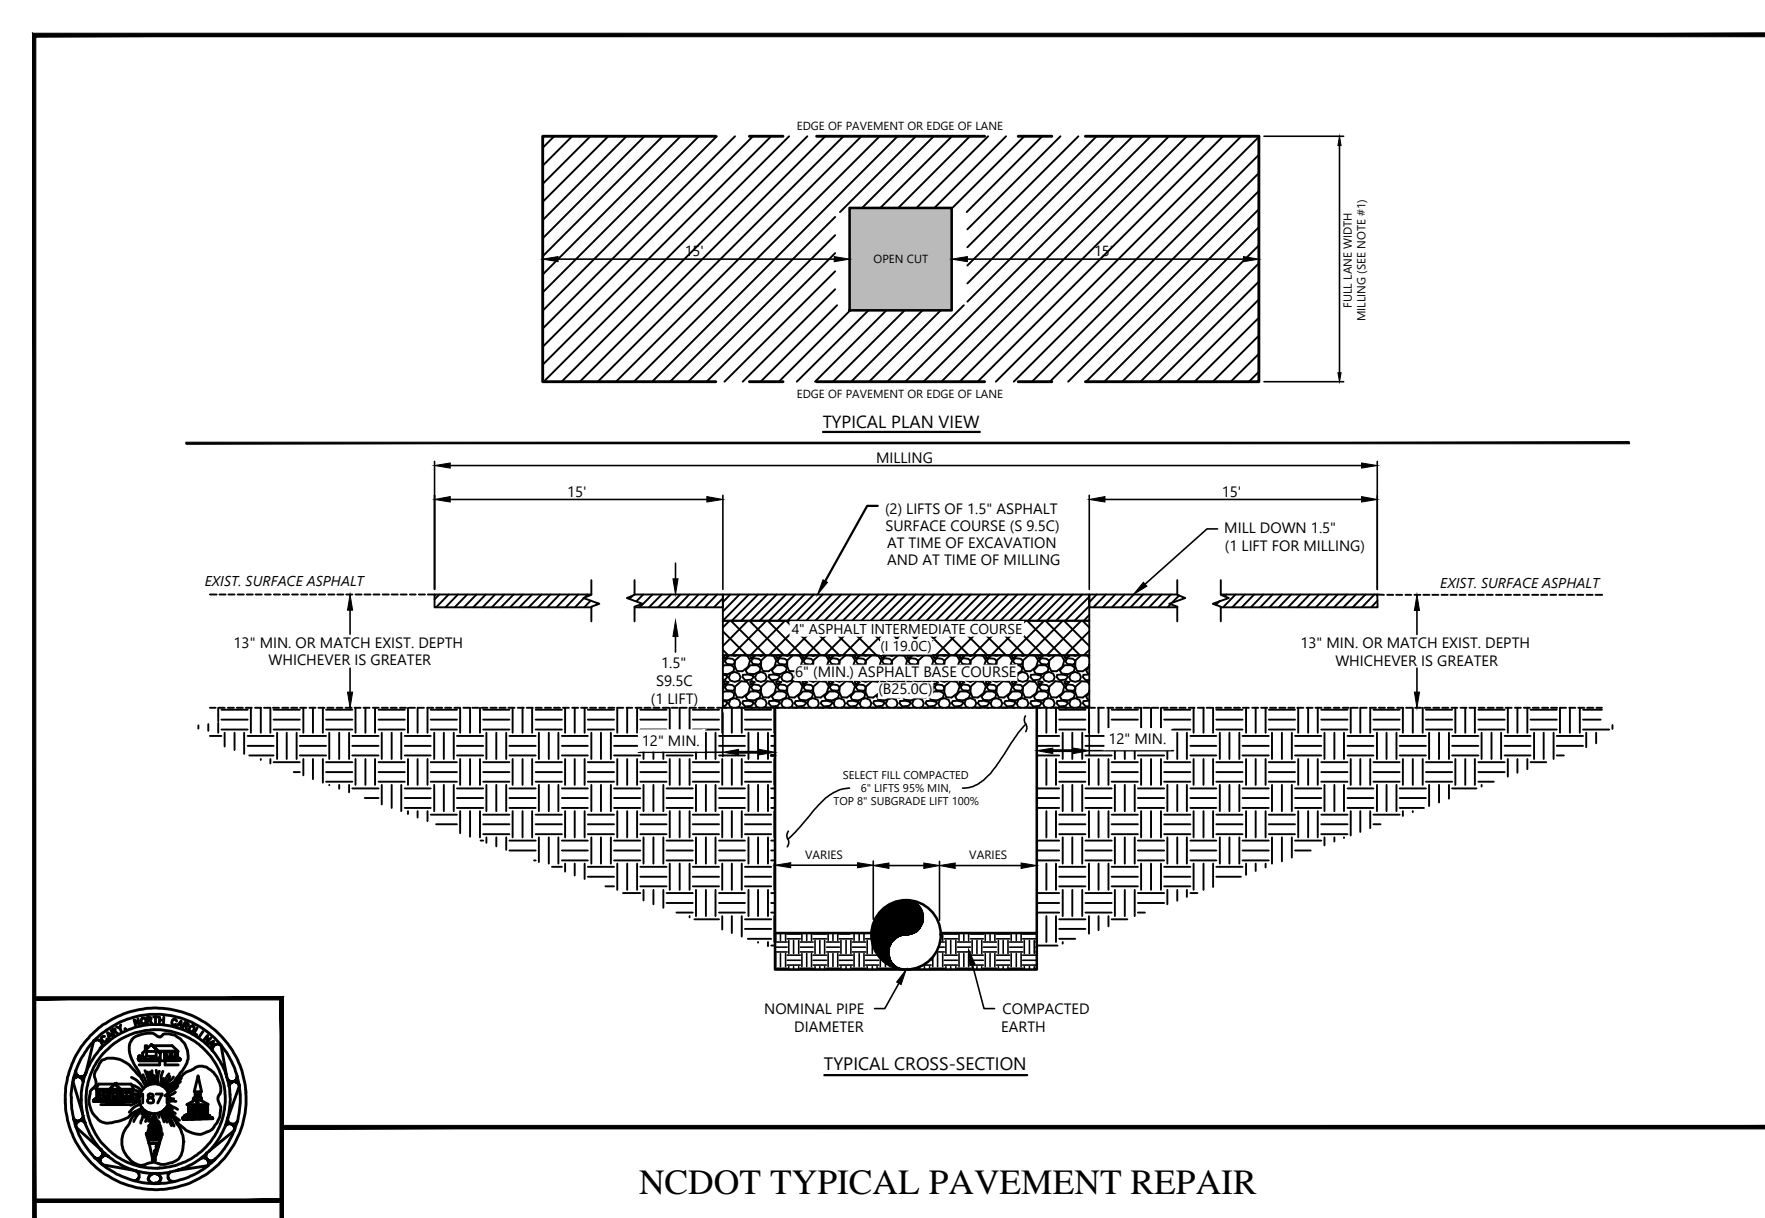 EDGE OF PAVEMENT OR EDGE OF LANE
15'
OPEN CUT
15'
FULL LANE WIDTH
MILLING (SEE NOTE #1)
EDGE OF PAVEMENT OR EDGE OF LANE
TYPICAL PLAN VIEW
MILLING
15'
15'
(2) LIFTS OF 1.5" ASPHALT
SURFACE COURSE (S 9.5C)
AT TIME OF EXCAVATION
AND AT TIME OF MILLING
MILL DOWN 1.5"
(1 LIFT FOR MILLING)
EXIST. SURFACE ASPHALT
EXIST. SURFACE ASPHALT
13" MIN. OR MATCH EXIST. DEPTH
WHICHEVER IS GREATER
1.5"
S9.5C
(1 LIFT)
4" ASPHALT INTERMEDIATE COURSE
(I 19.0C)
6" (MIN.) ASPHALT BASE COURSE
(B25.0C)
13" MIN. OR MATCH EXIST. DEPTH
WHICHEVER IS GREATER
12" MIN.
12" MIN.
SELECT FILL COMPACTED
6" LIFTS 95% MIN,
TOP 8" SUBGRADE LIFT 100%
VARIES
VARIES
NOMINAL PIPE
DIAMETER
COMPACTED
EARTH
TYPICAL CROSS-SECTION
CARY, NORTH CAROLINA
1871
NCDOT TYPICAL PAVEMENT REPAIR